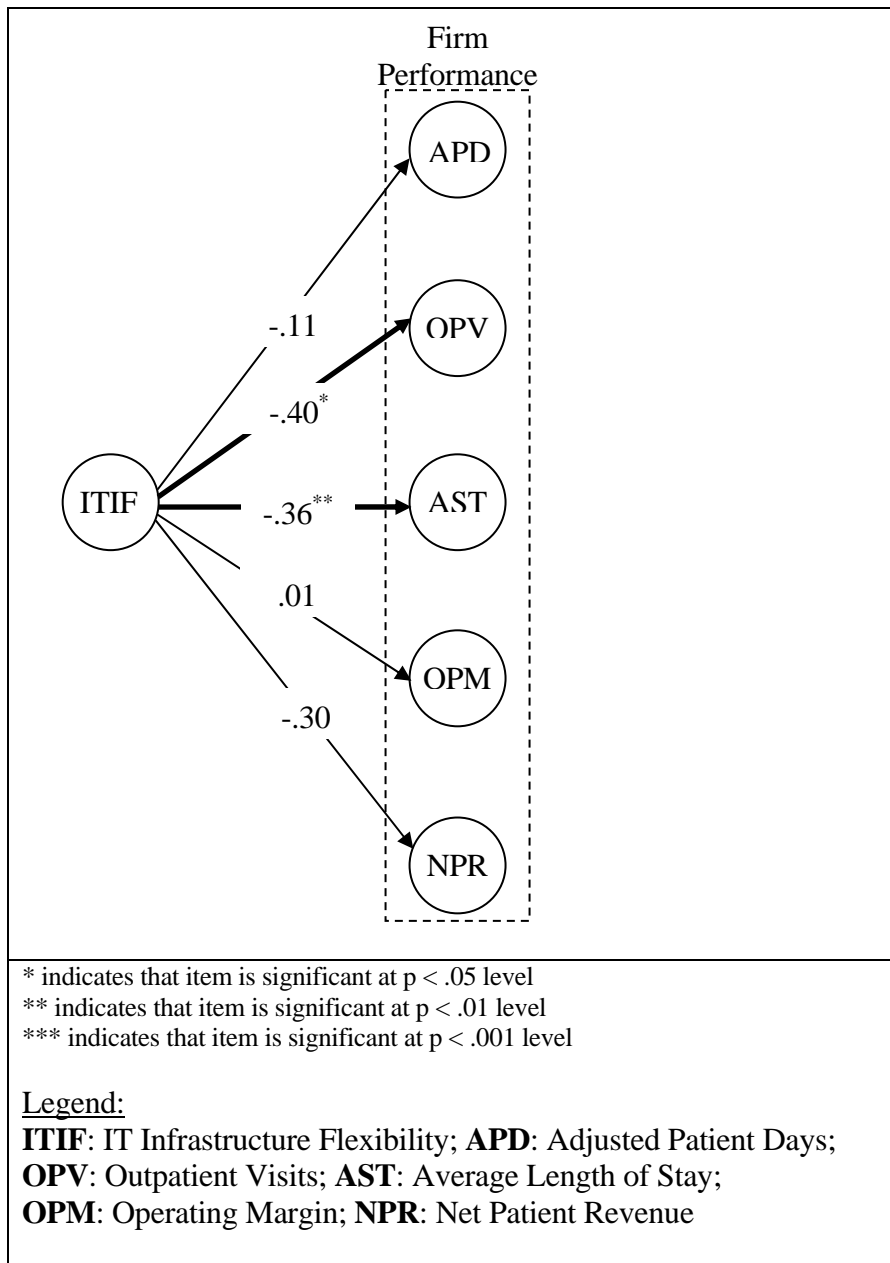 Firm
Performance
APD
-.11
OPV
-.40*
ITIF
-.36**
AST
.01
OPM
-.30
NPR
* indicates that item is significant at p < .05 level
** indicates that item is significant at p < .01 level
*** indicates that item is significant at p < .001 level
Legend:
ITIF: IT Infrastructure Flexibility; APD: Adjusted Patient Days;
OPV: Outpatient Visits; AST: Average Length of Stay;
OPM: Operating Margin; NPR: Net Patient Revenue